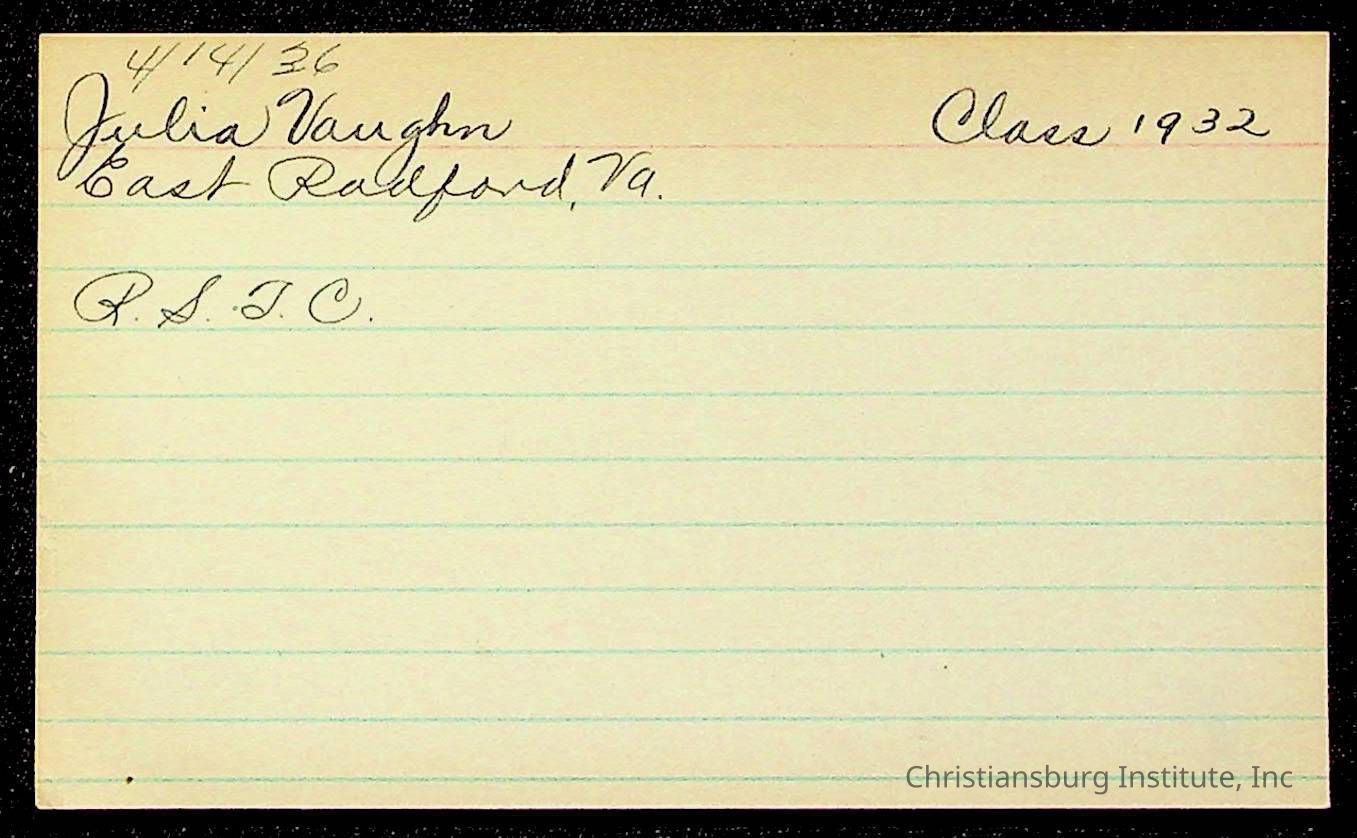 4/14/36
Julia Vaughn Class 1932
East Radford, Va.
R. S. T. C.
Christiansburg Institute, Inc